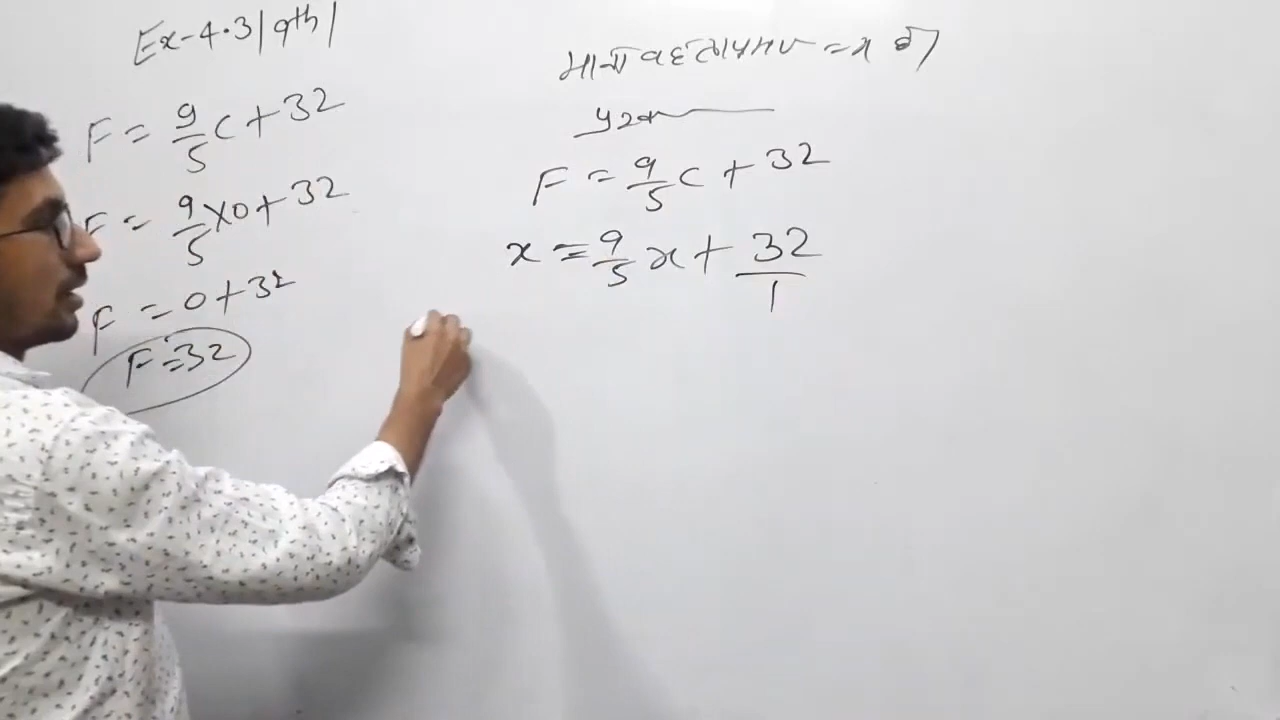 Ex-4.3|9th|
F = 9/5 C + 32
F = 9/5 X 0 + 32
F = 0 + 32
F = 32
माना वह तापमान = x है
F = 9/5 C + 32
x = 9/5 x + 32/1